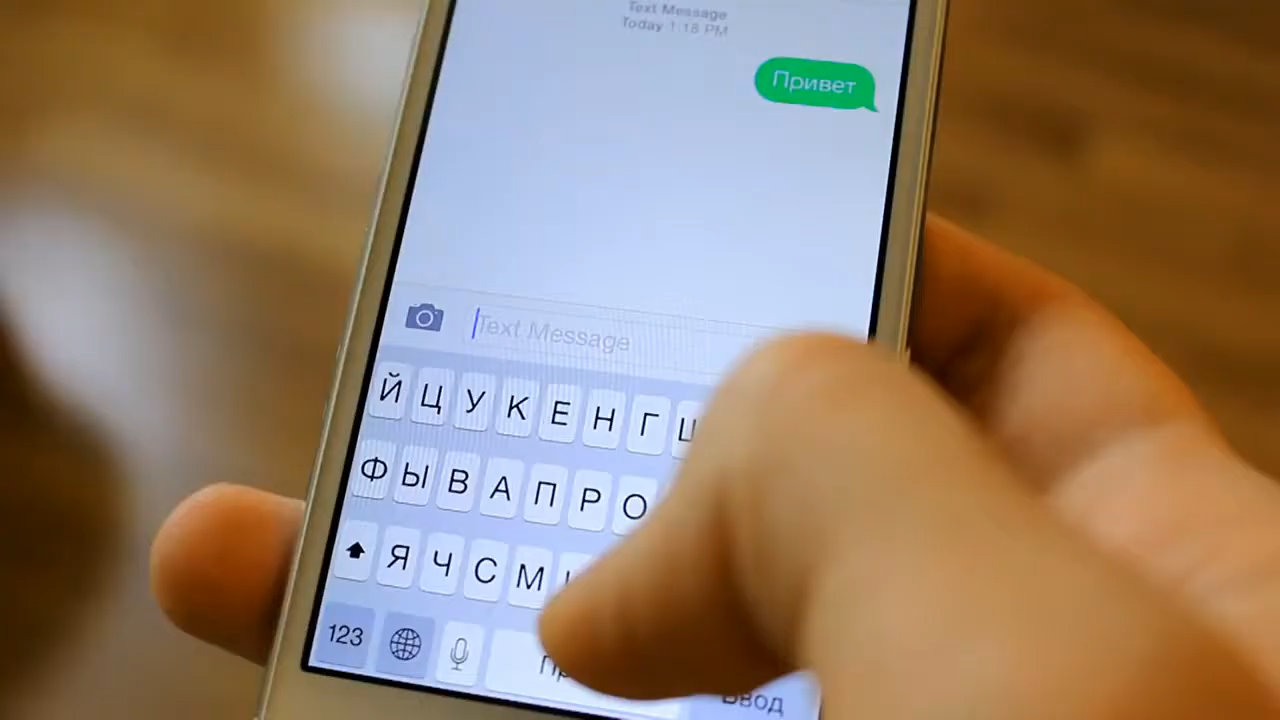 Text Message
Today 1:18 PM
Привет
Text Message
Й Ц У К Е Н Г
Ф Ы В А П Р О
Я Ч С М
123
Ввод